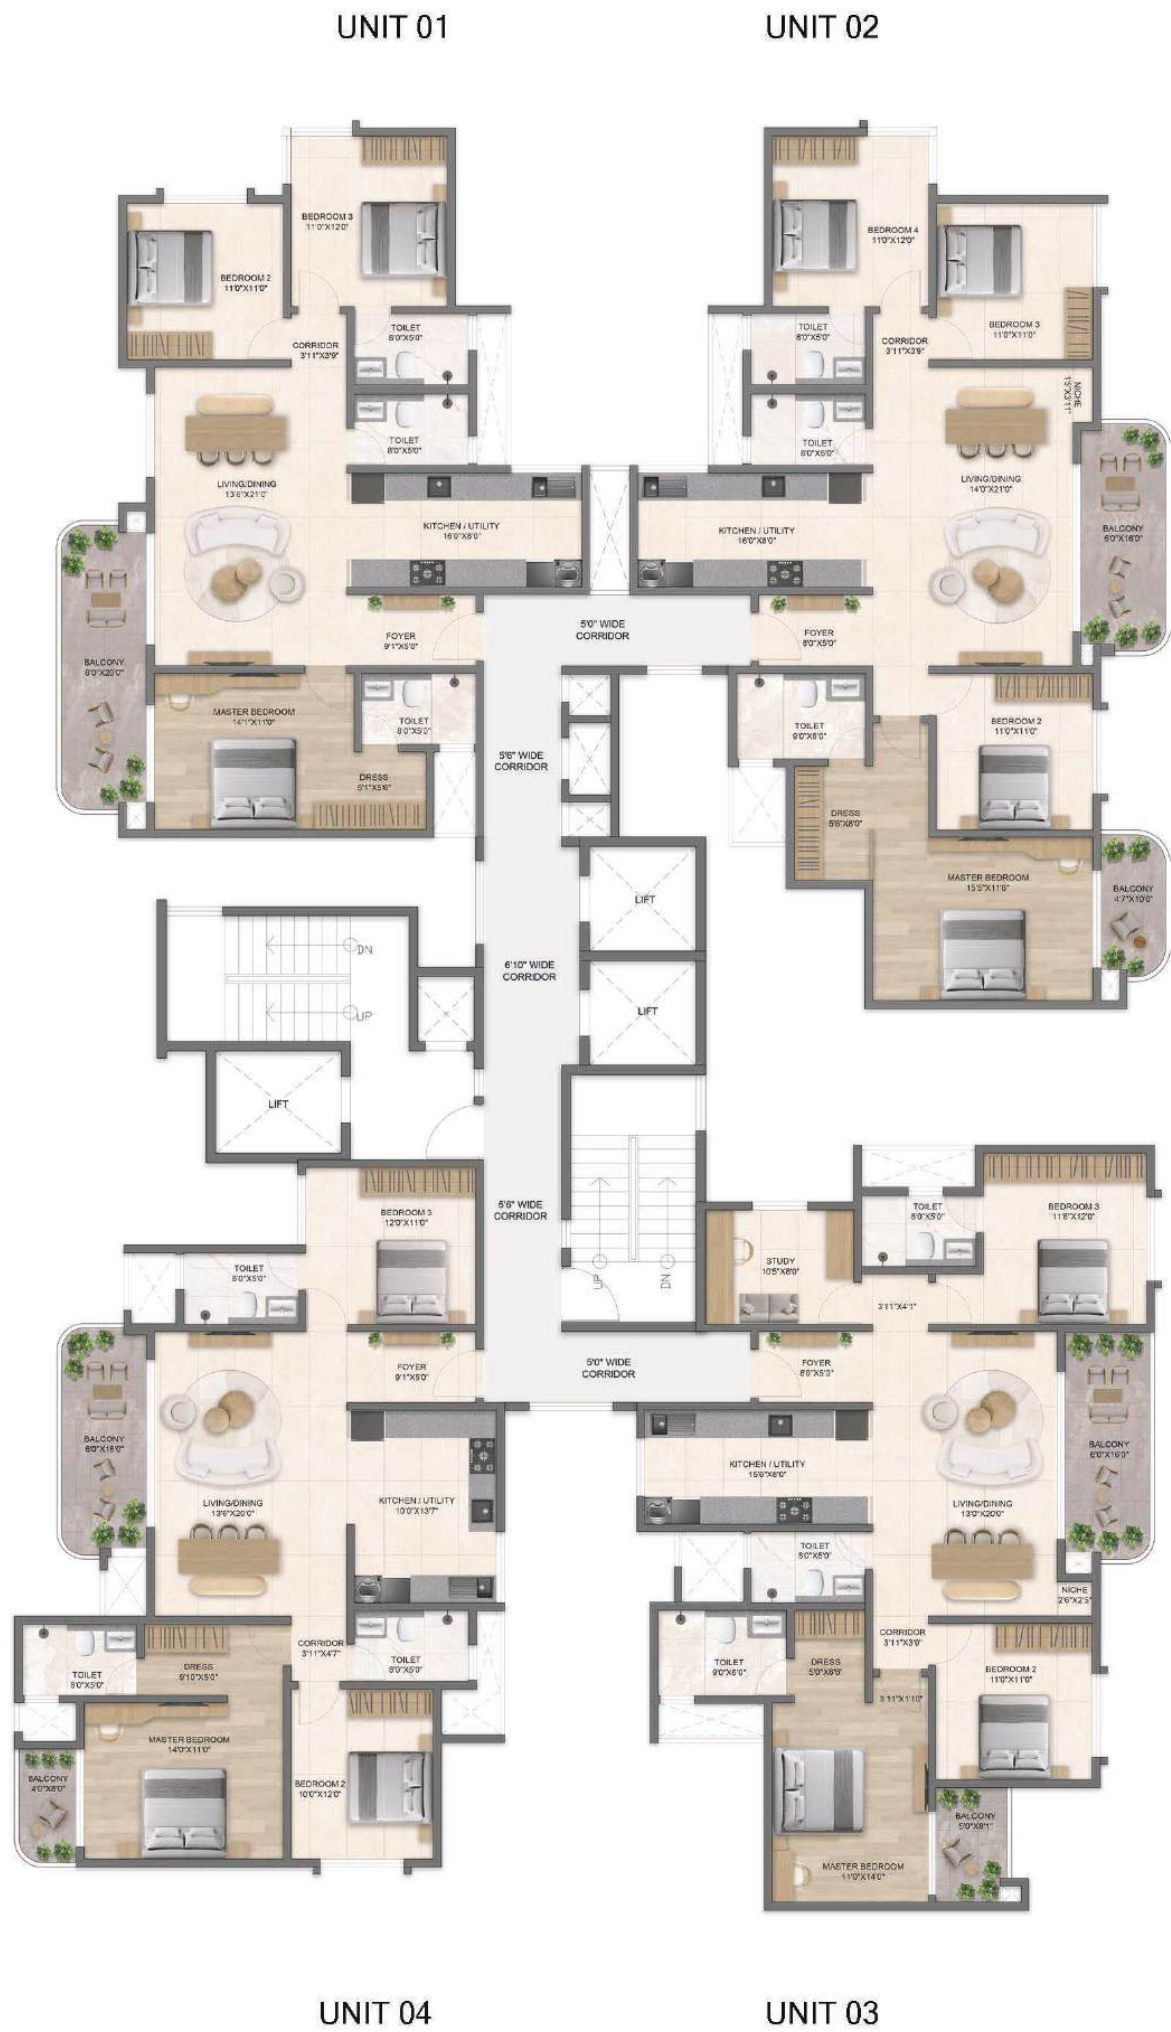 UNIT 01
UNIT 02
BEDROOM 3
11'0"X12'0"
BEDROOM 2
11'0"X11'0"
CORRIDOR
3'11"X3'9"
TOILET
8'0"X5'0"
TOILET
8'0"X5'0"
LIVING/DINING
13'6"X21'0"
KITCHEN / UTILITY
16'0"X8'0"
FOYER
9'1"X5'0"
BALCONY
6'0"X20'0"
MASTER BEDROOM
14'1"X11'0"
TOILET
8'0"X5'0"
DRESS
5'1"X5'6"
BEDROOM 4
11'0"X12'0"
BEDROOM 3
11'0"X11'0"
TOILET
8'0"X5'0"
CORRIDOR
3'11"X3'9"
NICHE
1'5"X3'11"
TOILET
8'0"X5'0"
LIVING/DINING
14'0"X21'0"
KITCHEN / UTILITY
16'0"X8'0"
BALCONY
6'0"X16'0"
FOYER
8'0"X5'0"
TOILET
9'0"X6'0"
BEDROOM 2
11'0"X11'0"
DRESS
5'6"X8'0"
MASTER BEDROOM
15'5"X11'6"
BALCONY
4'7"X10'0"
5'0" WIDE
CORRIDOR
5'6" WIDE
CORRIDOR
LIFT
DN
6'10" WIDE
CORRIDOR
UP
LIFT
LIFT
5'6" WIDE
CORRIDOR
UP
DN
5'0" WIDE
CORRIDOR
BEDROOM 3
12'0"X11'0"
TOILET
8'0"X5'0"
FOYER
9'1"X5'0"
BALCONY
6'0"X16'0"
LIVING/DINING
13'6"X20'0"
KITCHEN / UTILITY
10'0"X13'7"
CORRIDOR
3'11"X4'7"
TOILET
8'0"X5'0"
TOILET
8'0"X5'0"
DRESS
9'10"X5'0"
MASTER BEDROOM
14'0"X11'0"
BALCONY
4'0"X8'0"
BEDROOM 2
10'0"X12'0"
TOILET
8'0"X5'0"
BEDROOM 3
11'6"X12'0"
STUDY
10'5"X8'0"
3'11"X4'1"
FOYER
8'0"X5'0"
BALCONY
6'0"X16'0"
KITCHEN / UTILITY
15'6"X8'0"
LIVING/DINING
13'0"X20'0"
TOILET
8'0"X5'0"
NICHE
2'6"X2'5"
CORRIDOR
3'11"X3'9"
TOILET
9'0"X6'0"
DRESS
5'0"X6'8"
BEDROOM 2
11'0"X11'0"
3'11"X1'10"
BALCONY
5'0"X8'1"
MASTER BEDROOM
11'0"X14'0"
UNIT 04
UNIT 03